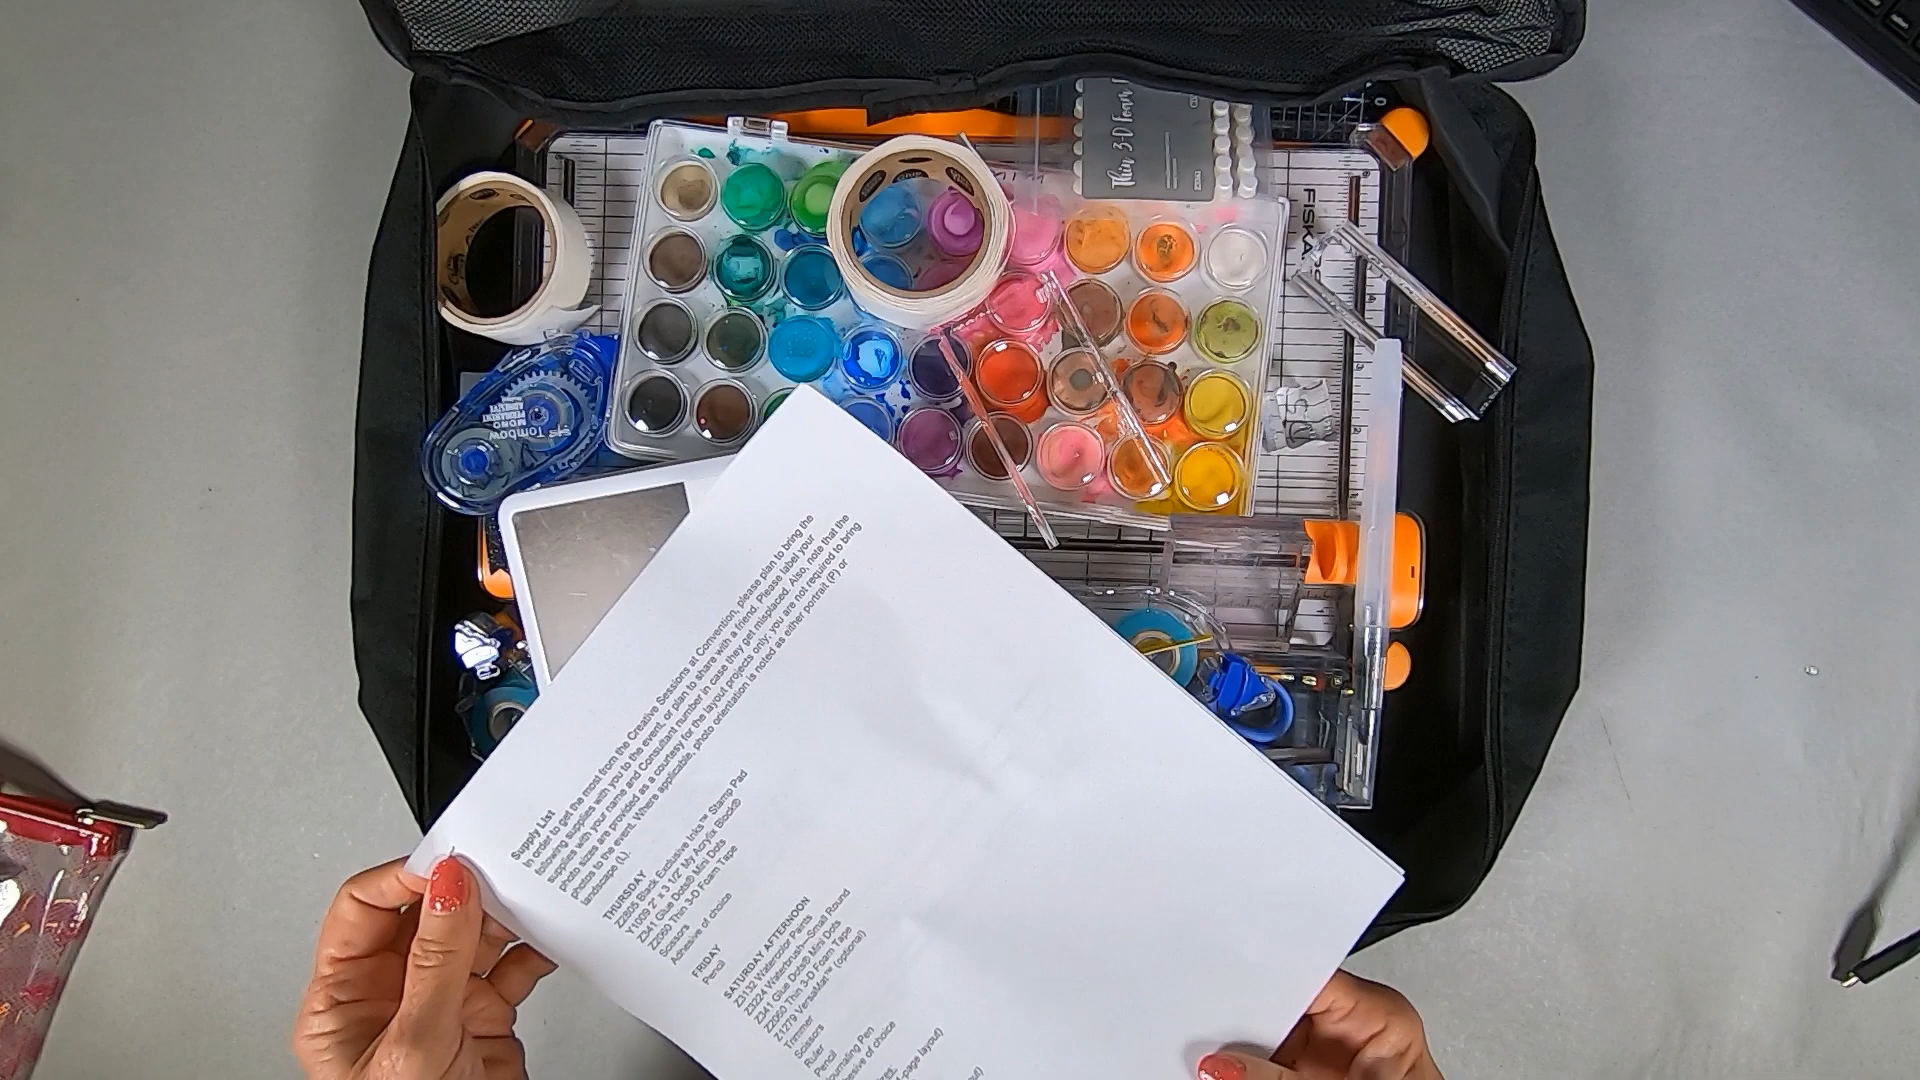 Thin 3-D Foam
FISKARS
MONO
PERMANENT
ADHESIVE
Tombow
Supply List
In order to get the most from the Creative Sessions at Convention, please plan to bring the
following supplies with you to the event, or plan to share with a friend. Please label your
supplies with your name and Consultant number in case they get misplaced. Also, note that the
photo sizes are provided as a courtesy for the layout projects only; you are not required to bring
photos to the event. Where applicable, photo orientation is noted as either portrait (P) or
landscape (L).
THURSDAY
Z2805 Black Exclusive Inks™ Stamp Pad
Y1009 2" x 3 1/2" My Acrylix Block®
Z341 Glue Dots® Mini Dots
Z2060 Thin 3-D Foam Tape
Scissors
Adhesive of choice
FRIDAY
Pencil
SATURDAY AFTERNOON
Z3132 Watercolor Paints
Z3224 Waterbrush—Small Round
Z341 Glue Dots® Mini Dots
Z2060 Thin 3-D Foam Tape
Z1279 VersaMat™ (optional)
Trimmer
Scissors
Ruler
Pencil
Journaling Pen
hesive of choice
zes:
-page layout)